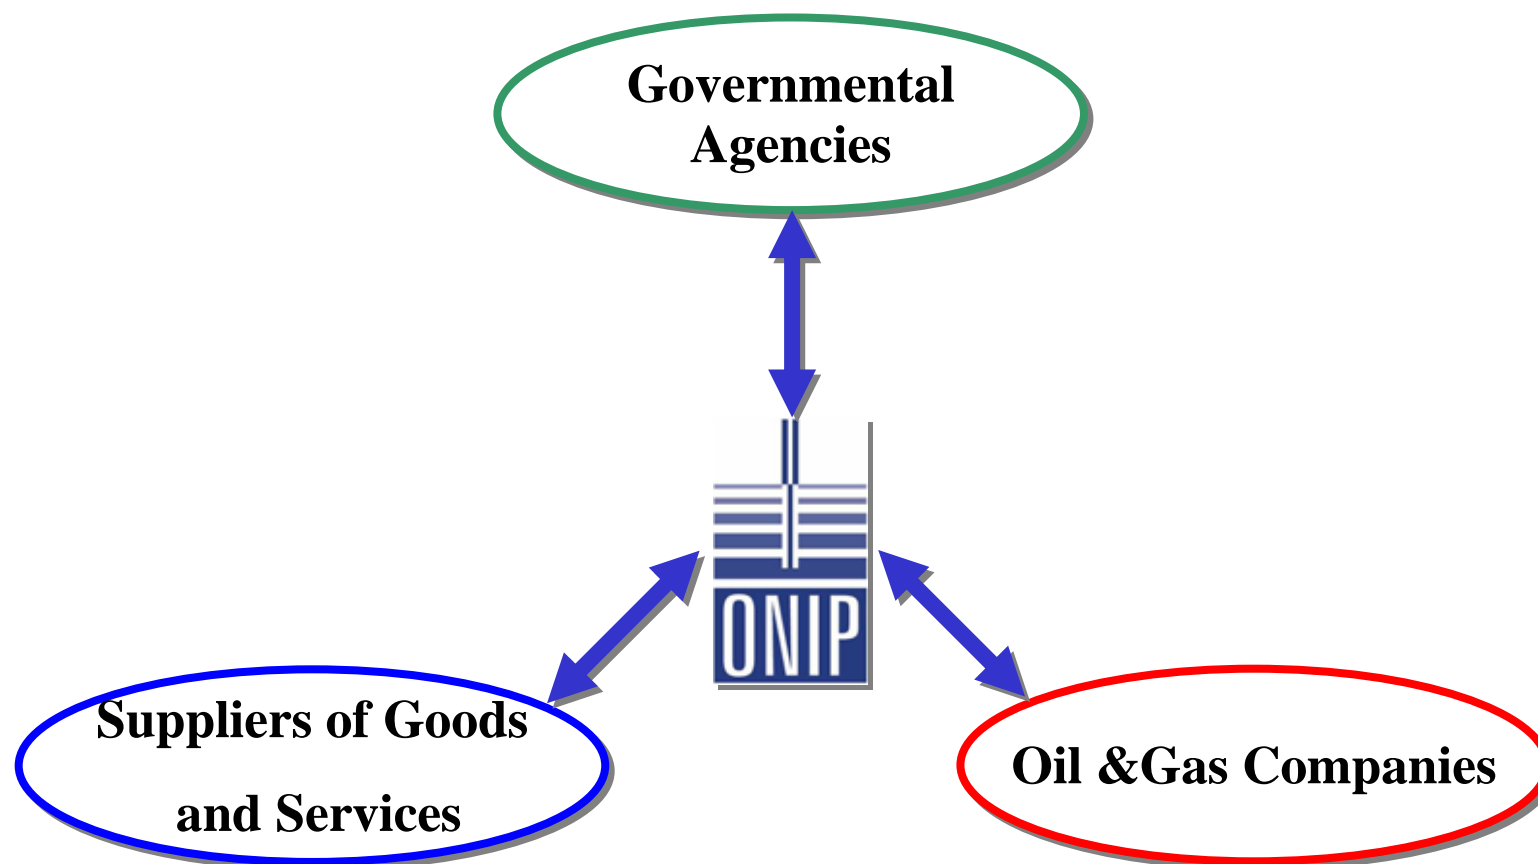 Governmental
Agencies
ONIP
Suppliers of Goods
and Services
Oil &Gas Companies